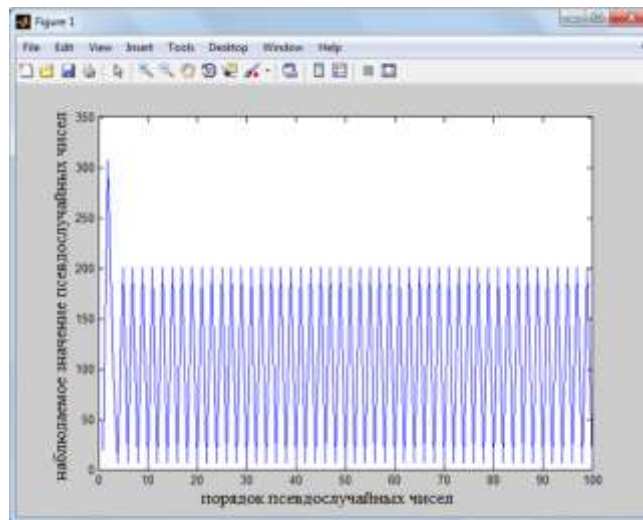 Figure 1
File Edit View Insert Tools Desktop Window Help
наблюдаемое значение псевдослучайных чисел
350
300
250
200
150
100
50
0
0 10 20 30 40 50 60 70 80 90 100
порядок псевдослучайных чисел